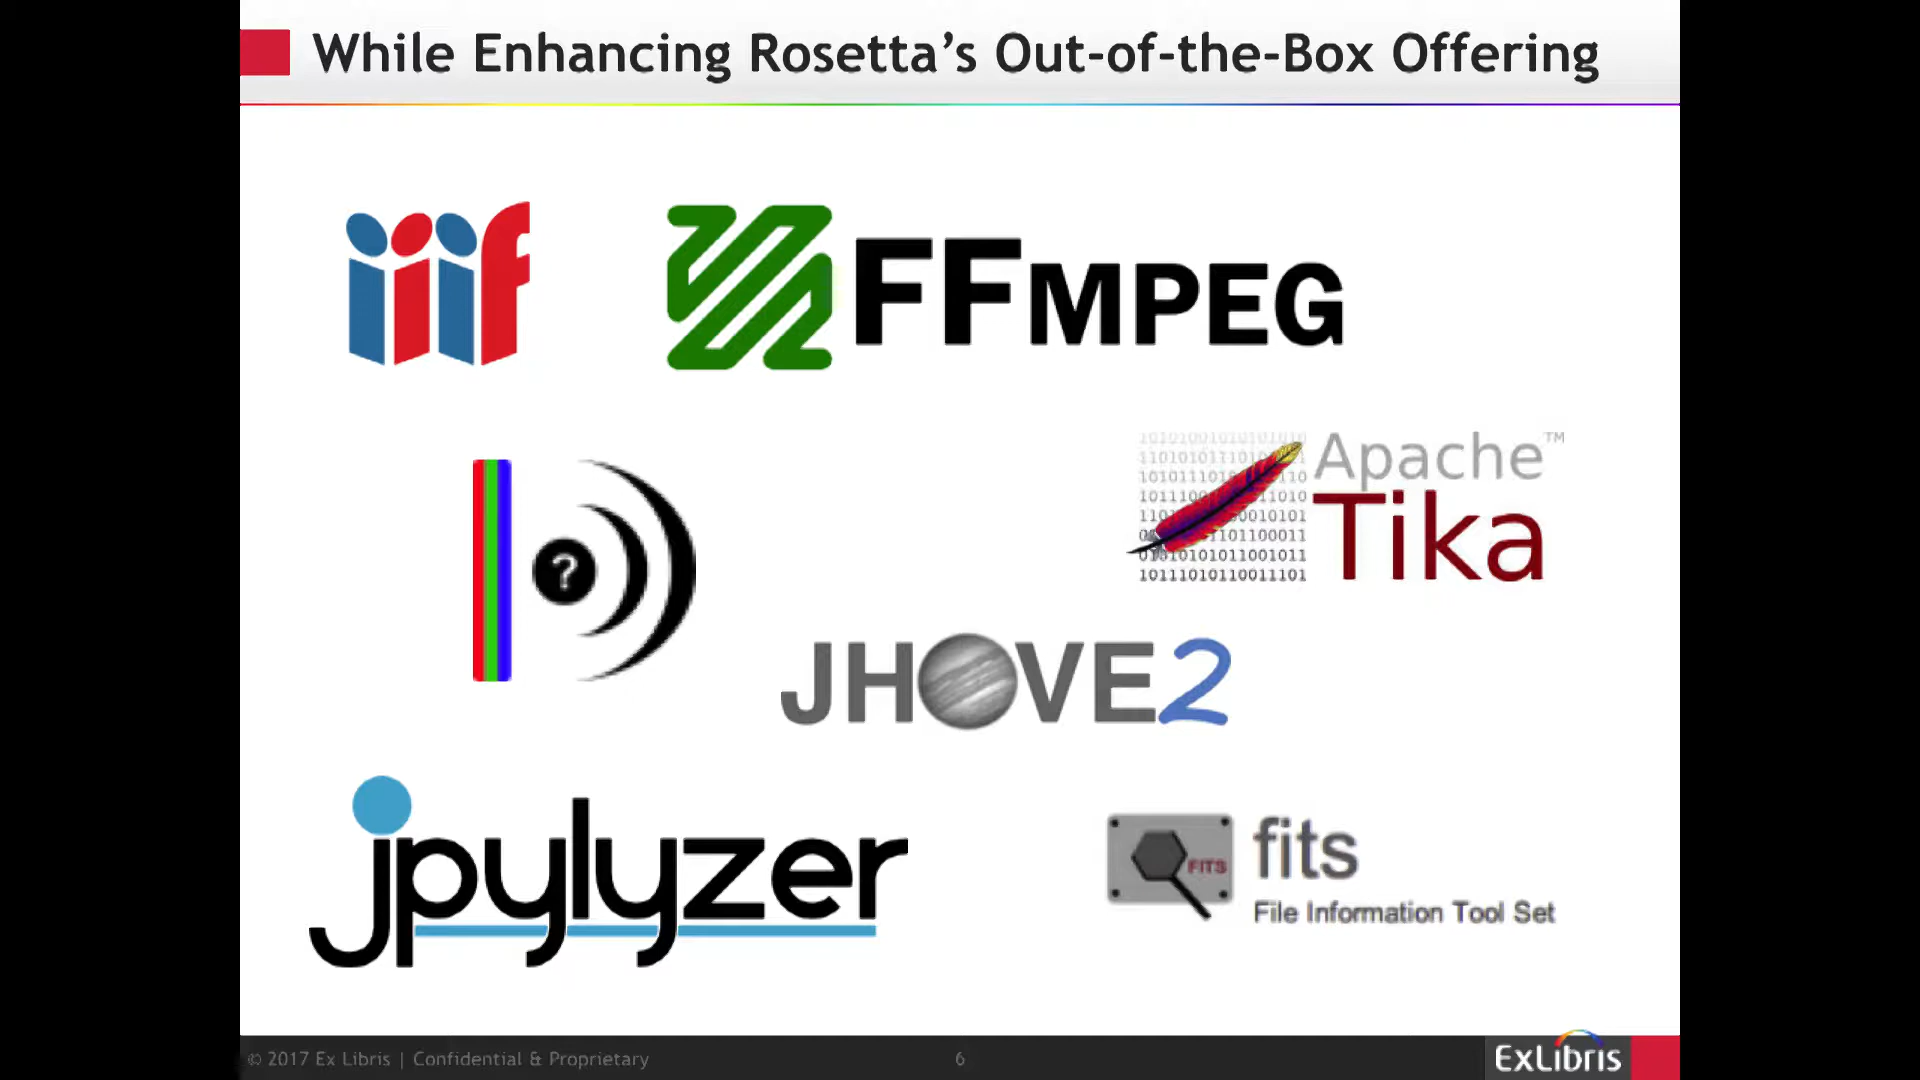 While Enhancing Rosetta’s Out-of-the-Box Offering
iiif
FFMPEG
?
Apache™
Tika
JHOVE2
jpylyzer
FITS
fits
File Information Tool Set
© 2017 Ex Libris | Confidential & Proprietary
6
ExLibris